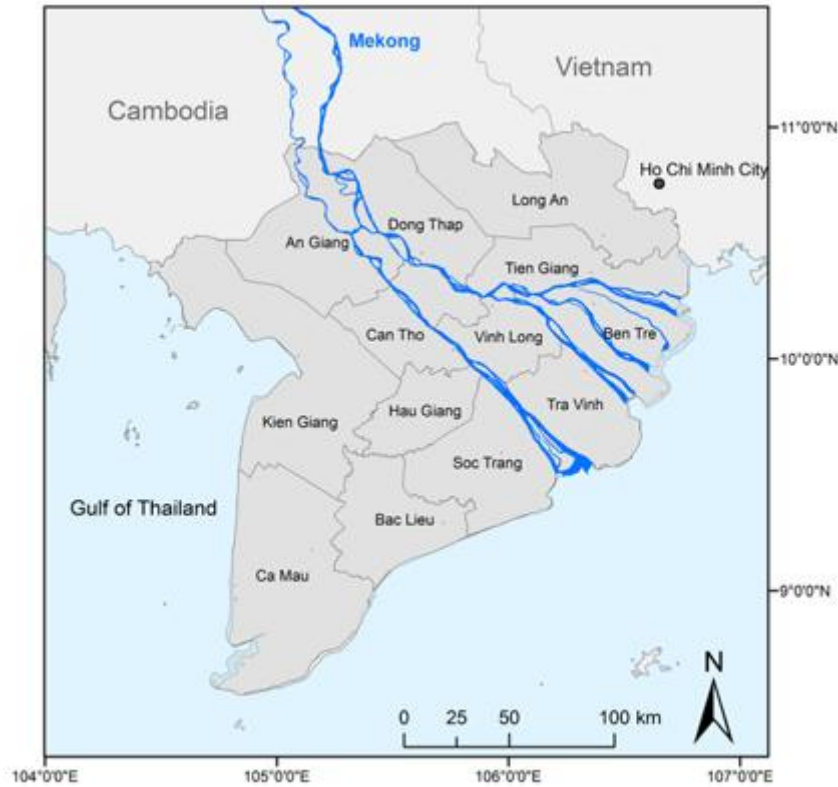 Mekong
Vietnam
Cambodia
11°0'0"N
Ho Chi Minh City
Long An
Dong Thap
An Giang
Tien Giang
Can Tho
Vinh Long
Ben Tre
10°0'0"N
Tra Vinh
Hau Giang
Kien Giang
Soc Trang
Gulf of Thailand
Bac Lieu
Ca Mau
9°0'0"N
N
0 25 50 100 km
104°0'0"E 105°0'0"E 106°0'0"E 107°0'0"E